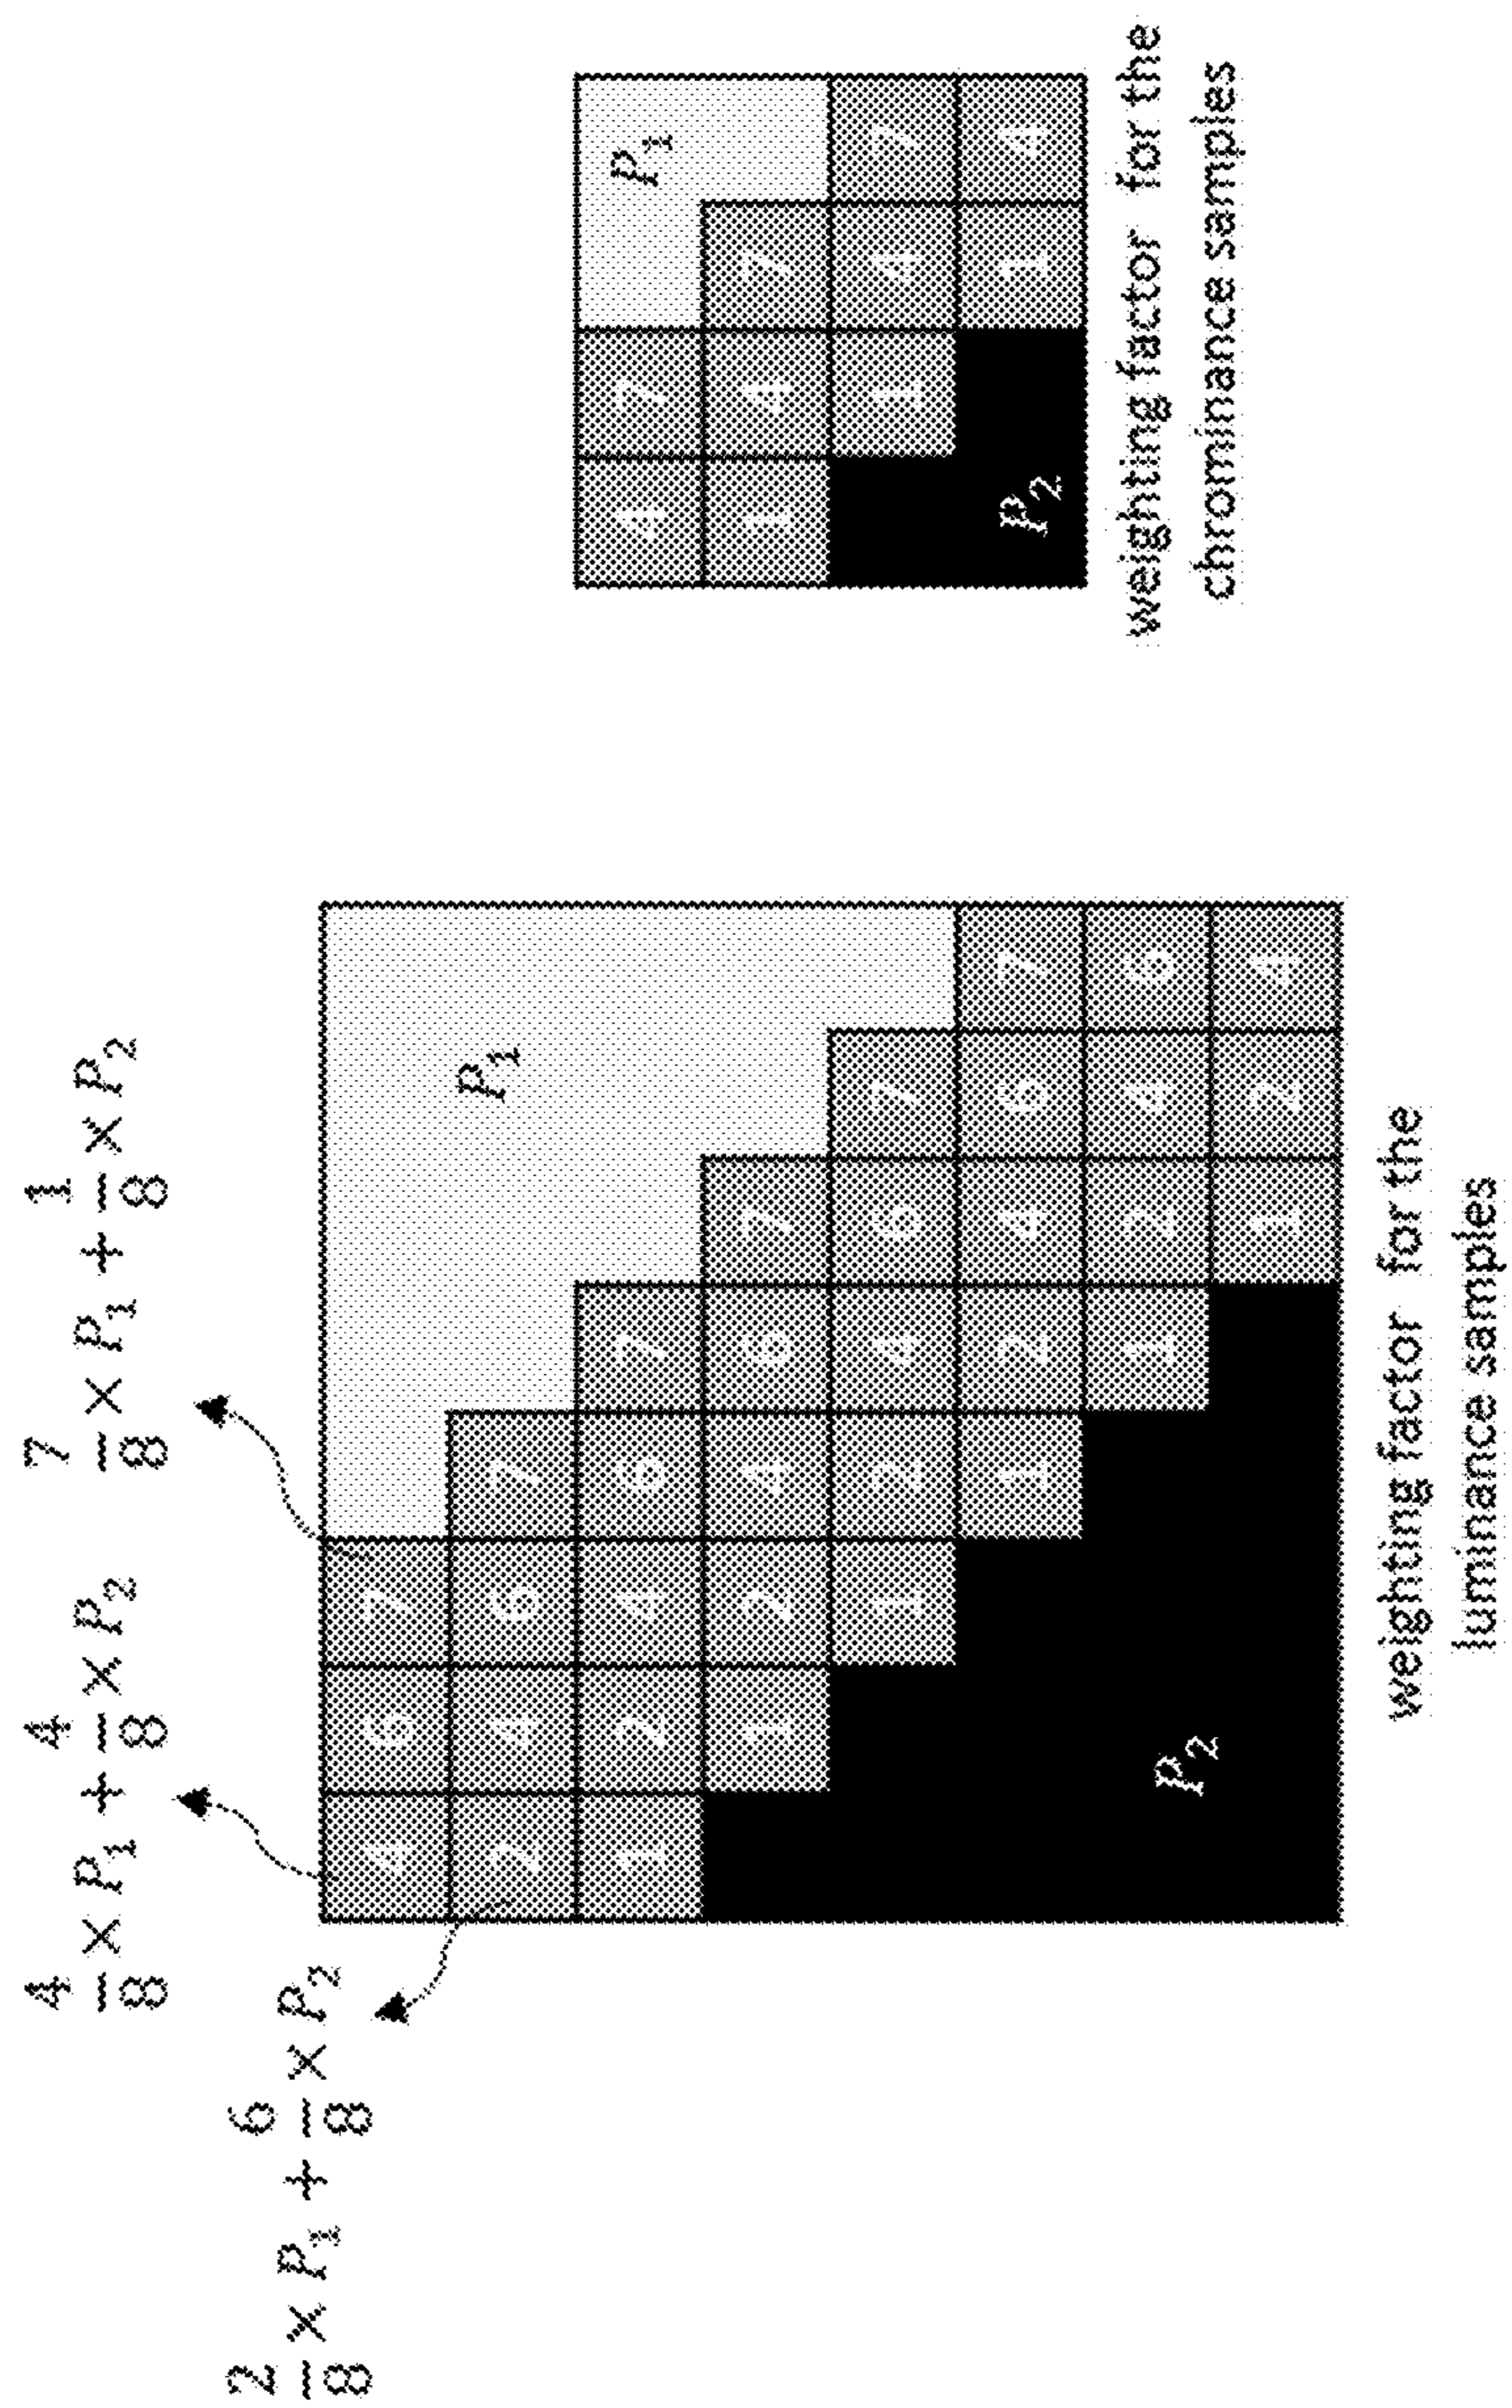 4/8 × P₁ + 4/8 × P₂
7/8 × P₁ + 1/8 × P₂
2/8 × P₁ + 6/8 × P₂
4 6 7
2 4 6 7
P₁
1 2 4 6 7
1 2 4 6 7
1 2 4 6 7
1 2 4 6 7
1 2 4 6
P₂
1 2 4
weighting factor for the
luminance samples
4 7
P₁
1 4 7
1 4 7
P₂
1 4
weighting factor for the
chrominance samples